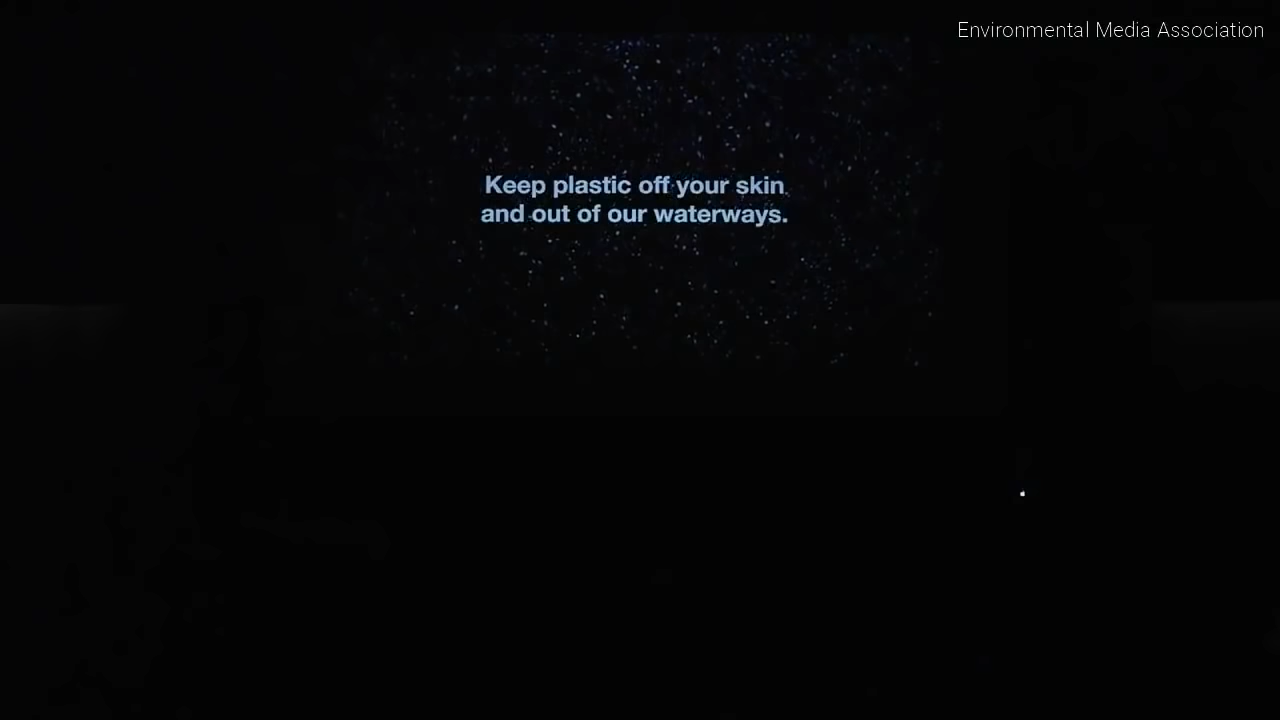 Environmental Media Association
Keep plastic off your skin
and out of our waterways.